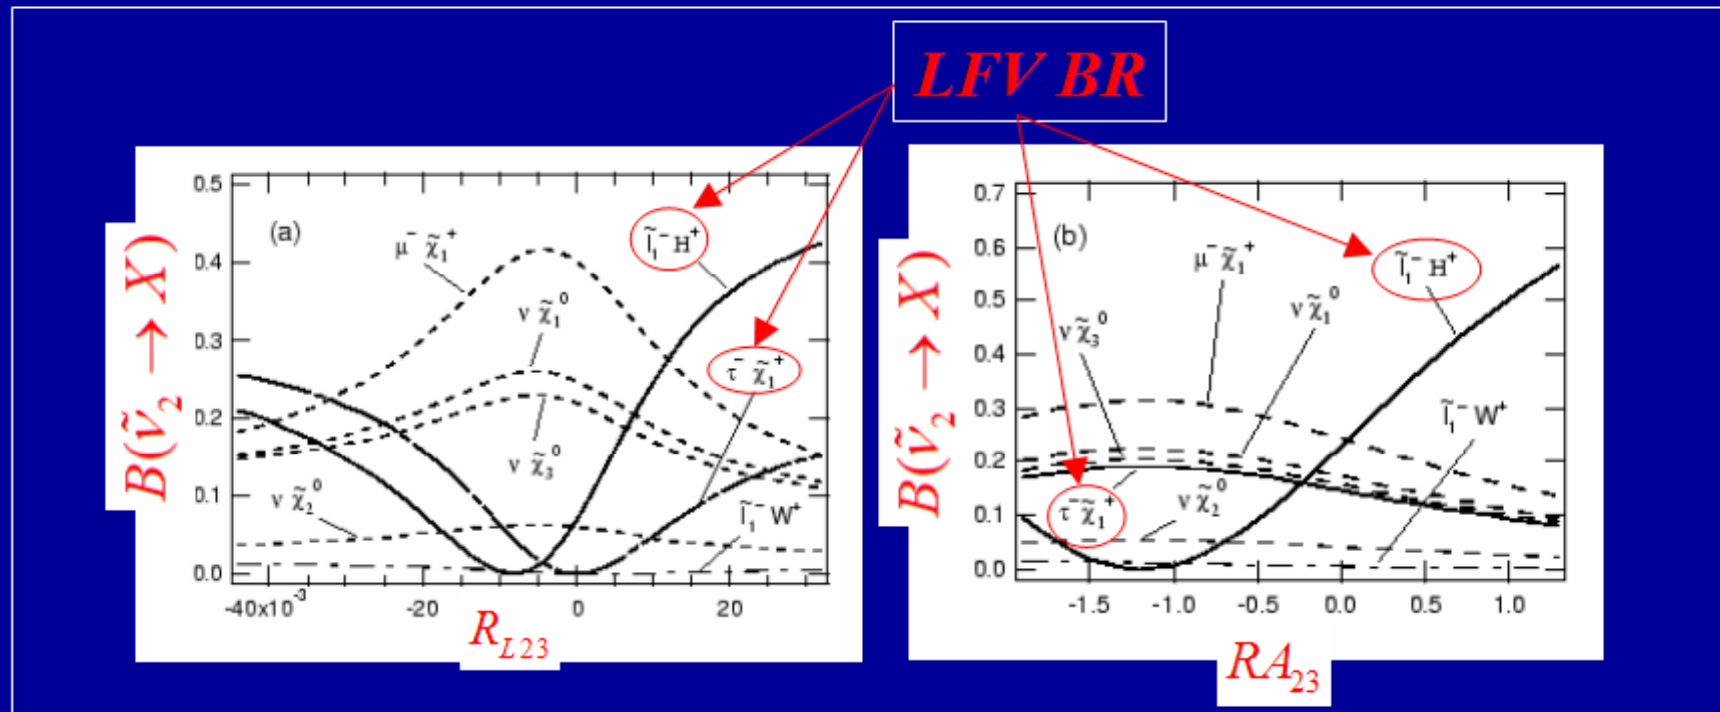 LFV BR
B(ν̃₂ → X)
(a)
0.5
0.4
0.3
0.2
0.1
0.0
μ⁻ χ̃₁⁺
ν χ̃₁⁰
ν χ̃₃⁰
ν χ̃₂⁰
l̃₁⁻ H⁺
τ⁻ χ̃₁⁺
l̃₁⁻ W⁺
-40x10⁻³ -20 0 20
R_{L23}
B(ν̃₂ → X)
(b)
0.7
0.6
0.5
0.4
0.3
0.2
0.1
0.0
μ⁻ χ̃₁⁺
l̃₁⁻ H⁺
ν χ̃₃⁰
ν χ̃₁⁰
l̃₁⁻ W⁺
τ⁻ χ̃₁⁺
ν χ̃₂⁰
-1.5 -1.0 -0.5 0.0 0.5 1.0
RA₂₃